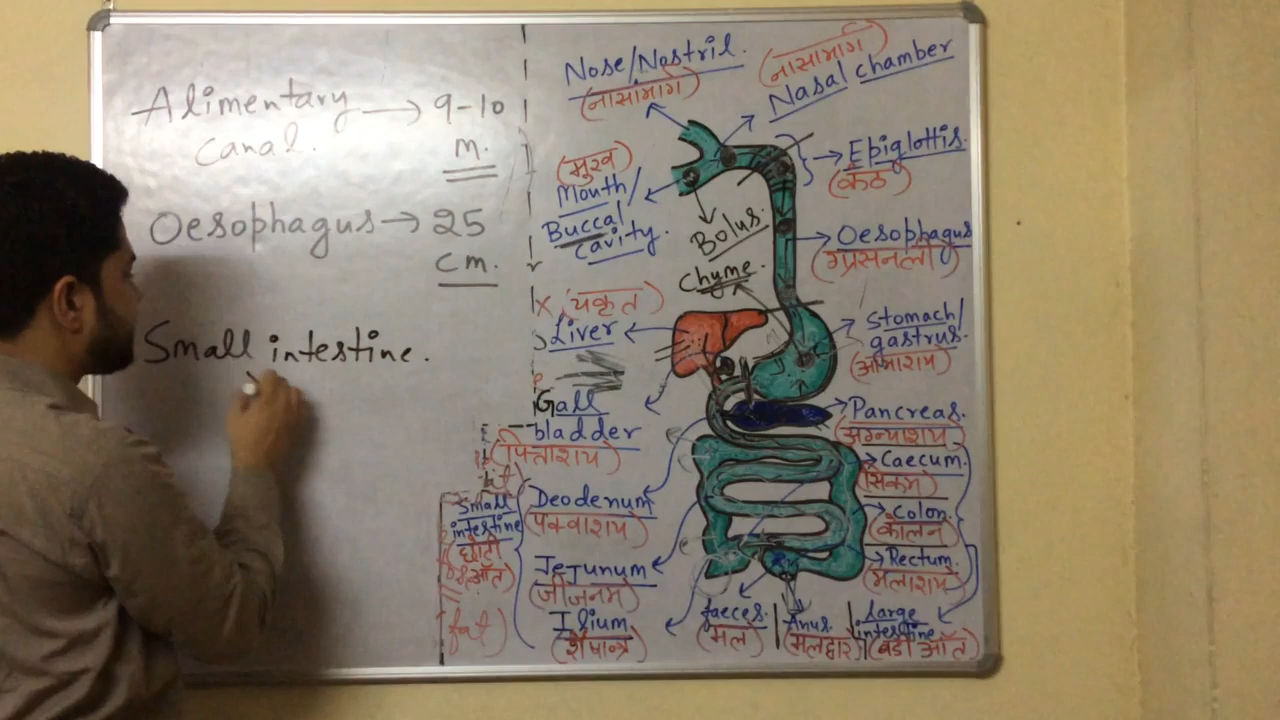 Alimentary → 9-10
canal. m.
Oesophagus → 25
cm.
Small intestine.
Nose/Nostril.
(नासामार्ग)
(नासामार्ग)
Nasal chamber
(मुख)
Mouth/
Buccal
cavity.
Epiglottis.
(कंठ)
Bolus.
Chyme.
Oesophagus
(ग्रसनली)
(यकृत)
Liver
Stomach/
gastrus.
(आमाशय)
Gall
bladder
(पित्ताशय)
Pancreas.
(अग्न्याशय)
Caecum.
(सिकम)
Colon.
(कोलन)
Rectum.
(मलाशय)
Large
intestine
(बडी आँत)
Small
intestine
(छोटी
आँत)
Deodenum
(पक्वाशय)
Jejunum
(जीजनम)
Ilium
(शेषान्त्र)
faeces.
(मल)
Anus.
(मलद्वार)